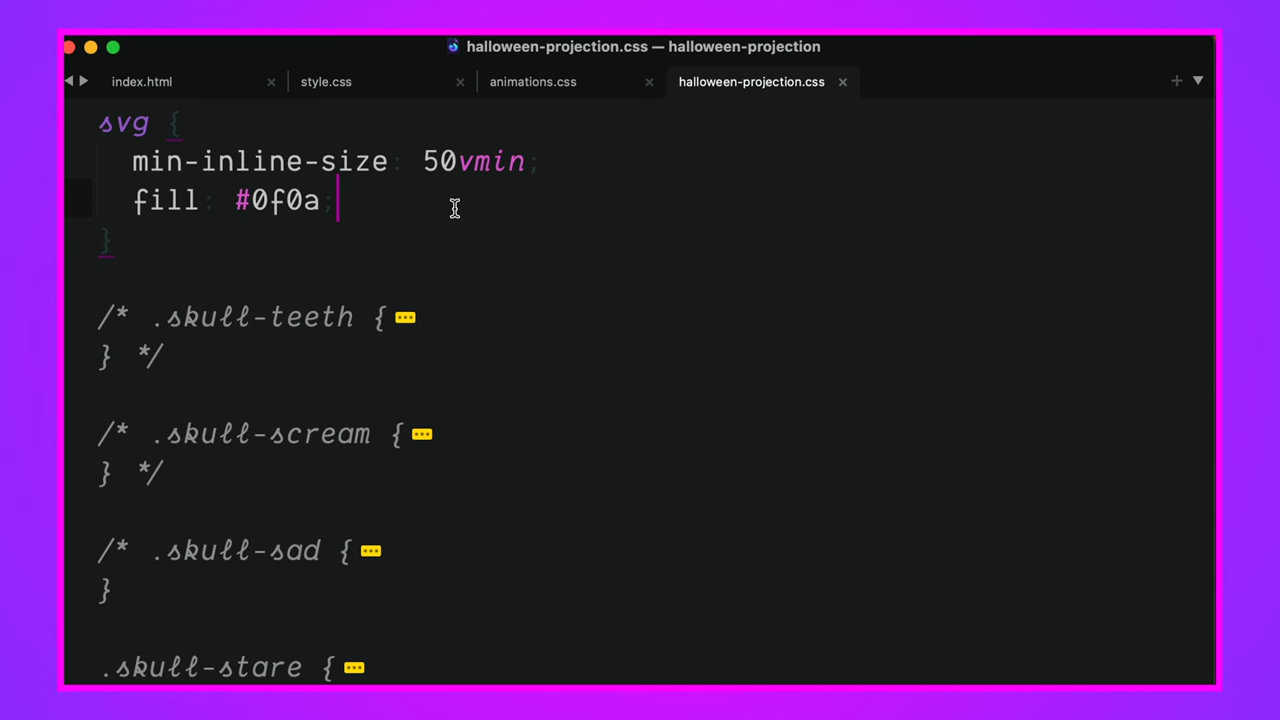 halloween-projection.css — halloween-projection
index.html
style.css
animations.css
halloween-projection.css
svg {
min-inline-size: 50vmin;
fill: #0f0a;
}
/* .skull-teeth {
} */
/* .skull-scream {
} */
/* .skull-sad {
}
.skull-stare {